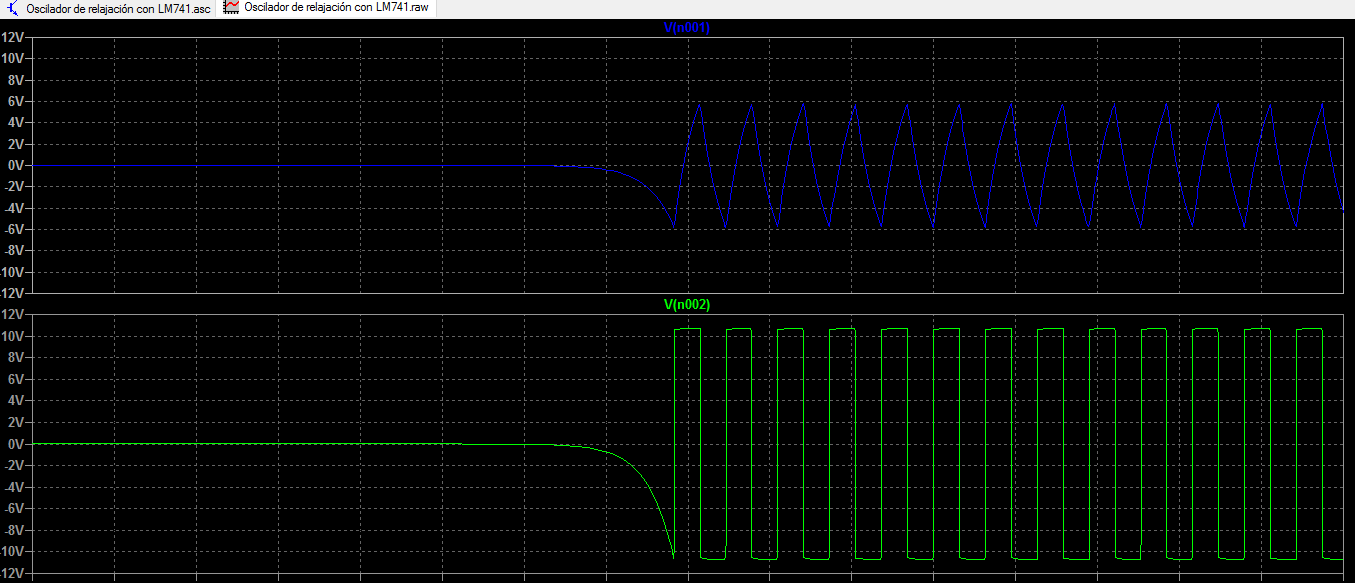 Oscilador de relajación con LM741.asc Oscilador de relajación con LM741.raw
V(n001)
12V
10V
8V
6V
4V
2V
0V
-2V
-4V
-6V
-8V
-10V
-12V
V(n002)
12V
10V
8V
6V
4V
2V
0V
-2V
-4V
-6V
-8V
-10V
-12V